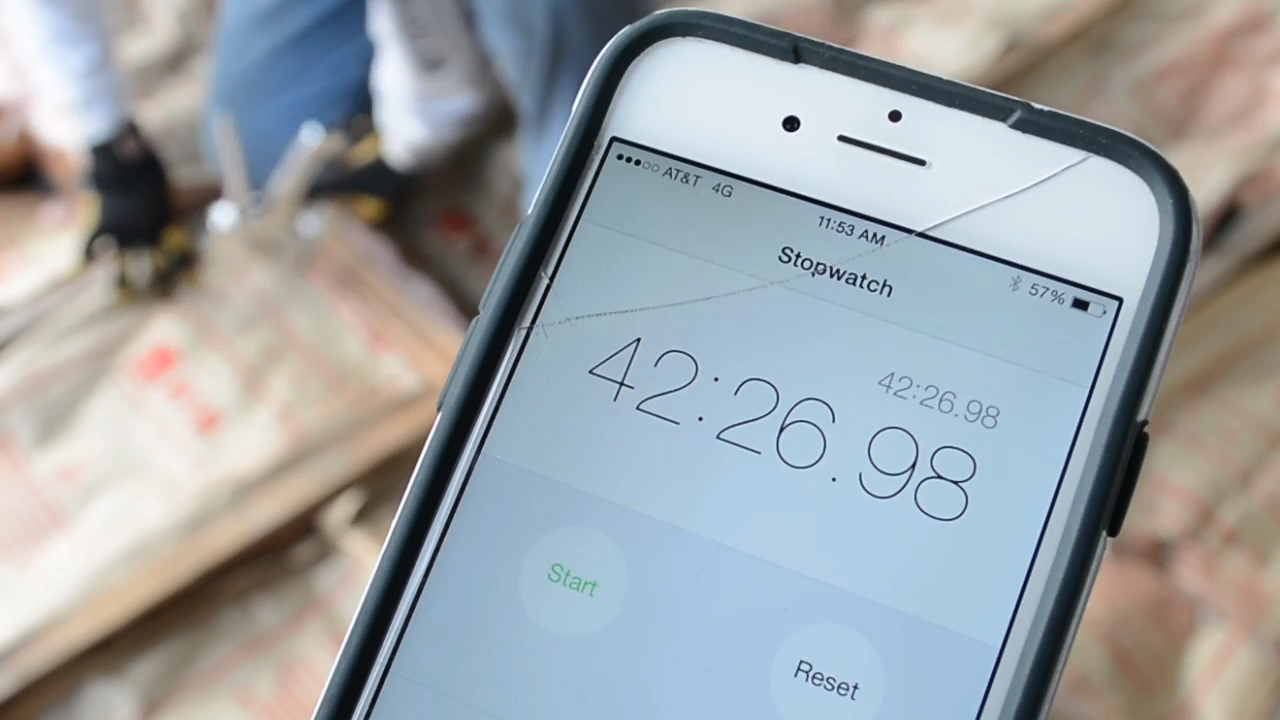 AT&T 4G
11:53 AM
57%
Stopwatch
42:26.98
42:26.98
Start
Reset